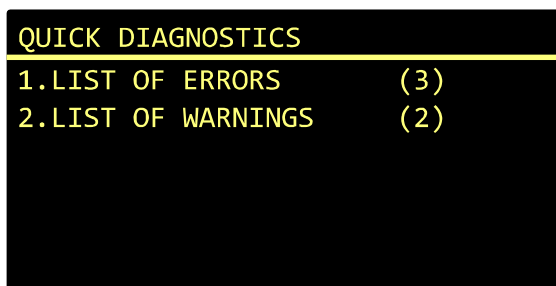 QUICK DIAGNOSTICS
1.LIST OF ERRORS (3)
2.LIST OF WARNINGS (2)